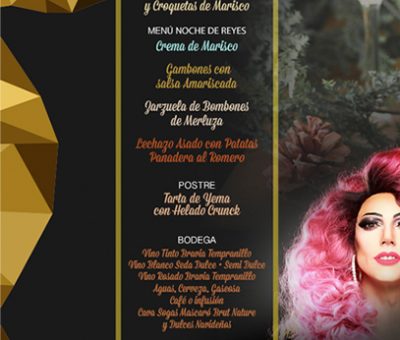 y Croquetas de Marisco
MENÚ NOCHE DE REYES
Crema de Marisco
Gambones con
salsa Amariscada
Zarzuela de Bombones
de Merluza
Lechazo Asado con Patatas
Panadera al Romero
POSTRE
Tarta de Yema
con Helado Crunck
BODEGA
Vino Tinto Bravía Tempranillo
Vino Blanco Seda Dulce • Semi Dulce
Vino Rosado Bravía Tempranillo
Aguas, Cerveza, Gaseosa
Café o infusión
Cava Sogas Mascaró Brut Nature
y Dulces Navideños